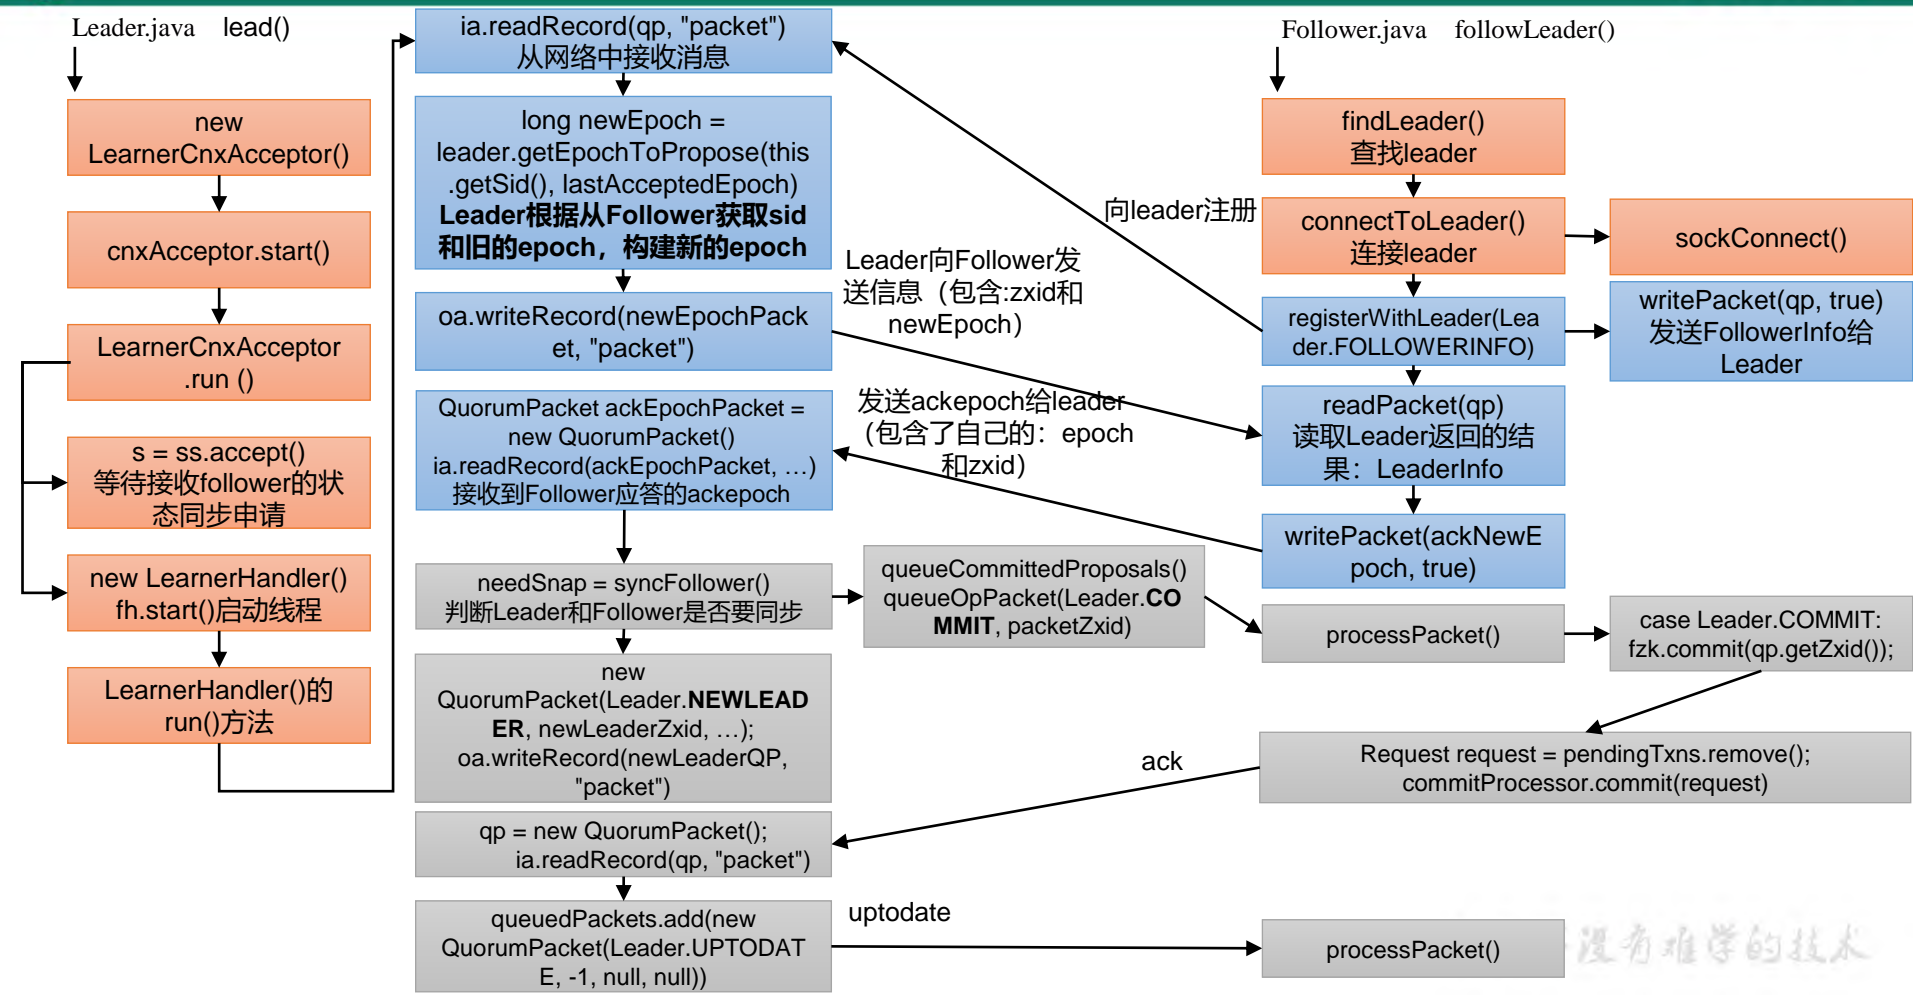 Leader.java lead()
new
LearnerCnxAcceptor()
cnxAcceptor.start()
LearnerCnxAcceptor
.run ()
s = ss.accept()
等待接收follower的状
态同步申请
new LearnerHandler()
fh.start()启动线程
LearnerHandler()的
run()方法
ia.readRecord(qp, "packet")
从网络中接收消息
long newEpoch =
leader.getEpochToPropose(this
.getSid(), lastAcceptedEpoch)
Leader根据从Follower获取sid
和旧的epoch，构建新的epoch
oa.writeRecord(newEpochPack
et, "packet")
QuorumPacket ackEpochPacket =
new QuorumPacket()
ia.readRecord(ackEpochPacket, …)
接收到Follower应答的ackepoch
needSnap = syncFollower()
判断Leader和Follower是否要同步
new
QuorumPacket(Leader.NEWLEAD
ER, newLeaderZxid, …);
oa.writeRecord(newLeaderQP,
"packet")
qp = new QuorumPacket();
ia.readRecord(qp, "packet")
queuedPackets.add(new
QuorumPacket(Leader.UPTODAT
E, -1, null, null))
向leader注册
Leader向Follower发
送信息（包含:zxid和
newEpoch）
发送ackepoch给leader
（包含了自己的：epoch
和zxid）
queueCommittedProposals()
queueOpPacket(Leader.CO
MMIT, packetZxid)
ack
uptodate
Follower.java followLeader()
findLeader()
查找leader
connectToLeader()
连接leader
sockConnect()
registerWithLeader(Lea
der.FOLLOWERINFO)
writePacket(qp, true)
发送FollowerInfo给
Leader
readPacket(qp)
读取Leader返回的结
果：LeaderInfo
writePacket(ackNewE
poch, true)
processPacket()
case Leader.COMMIT:
fzk.commit(qp.getZxid());
Request request = pendingTxns.remove();
commitProcessor.commit(request)
processPacket()
没有难学的技术